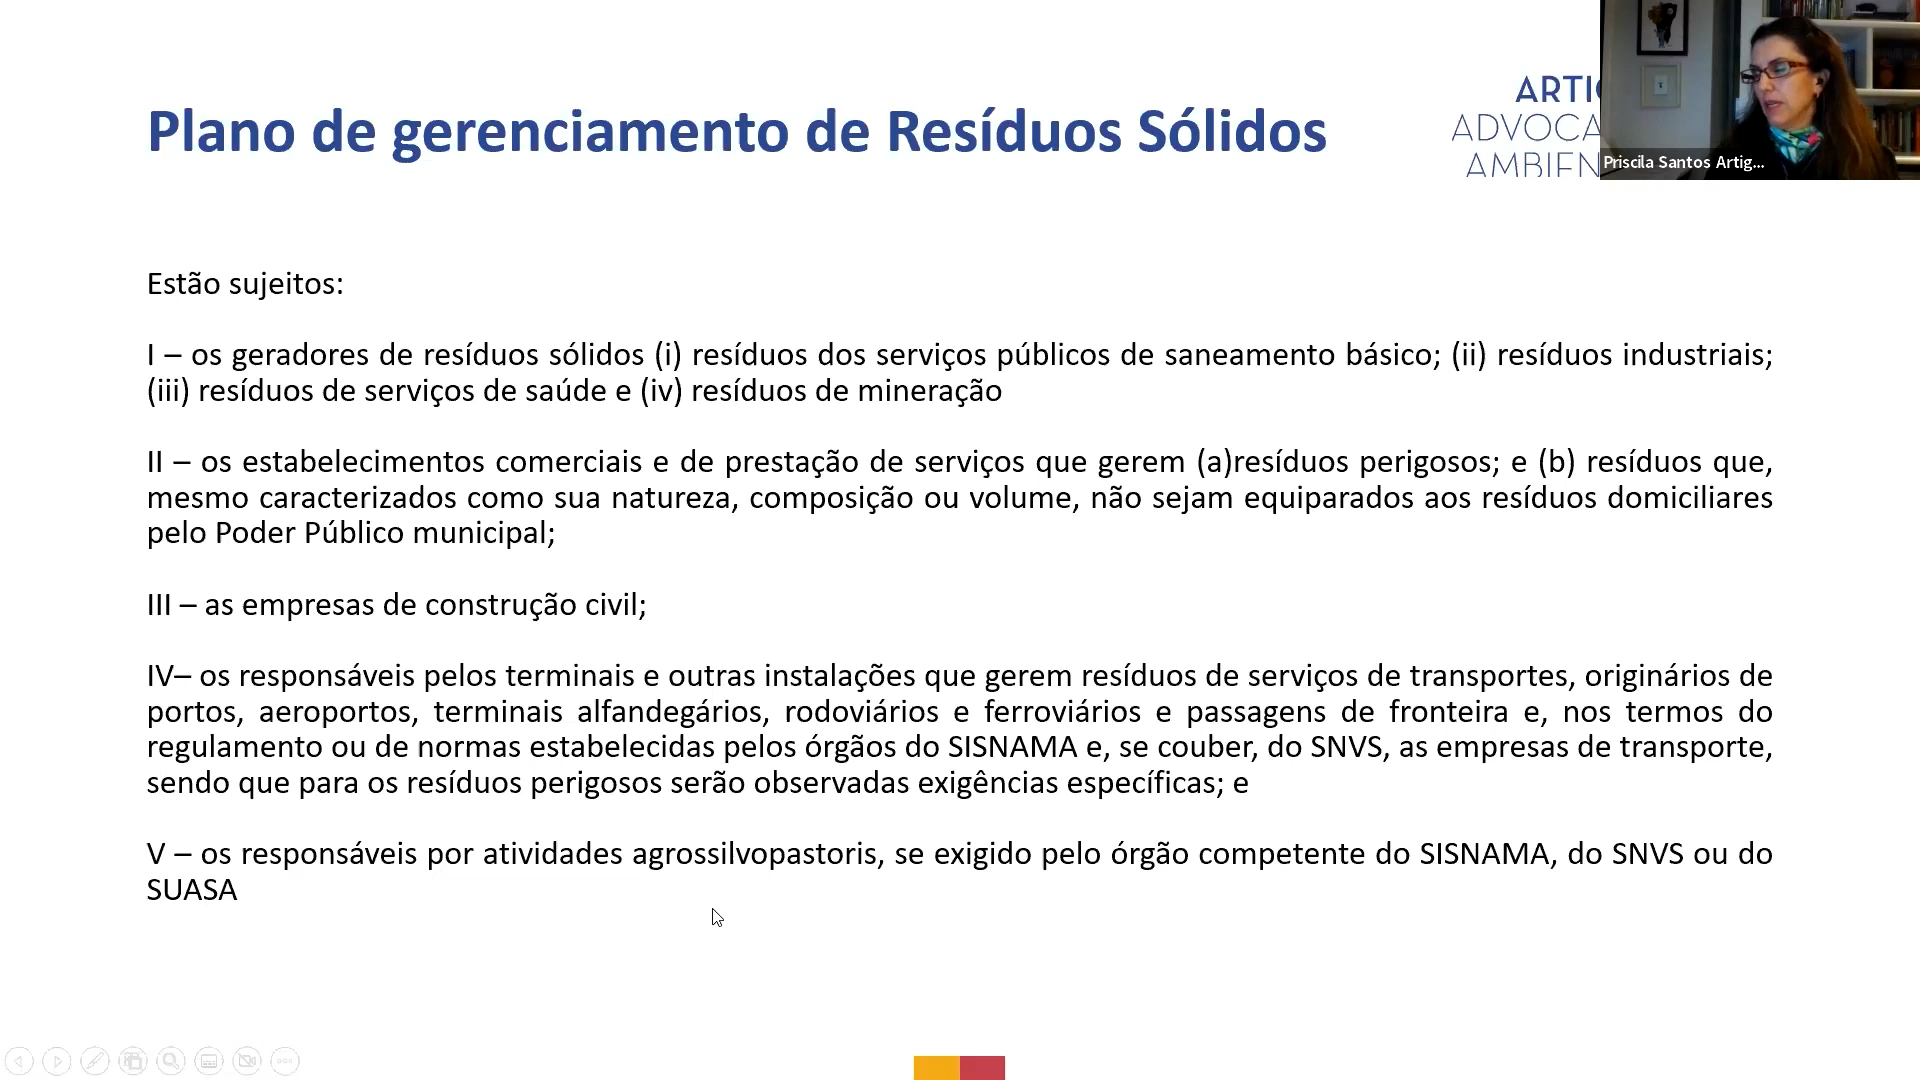 Plano de gerenciamento de Resíduos Sólidos
ARTIG
ADVOCA
AMBIEN
Priscila Santos Artig...
Estão sujeitos:
I – os geradores de resíduos sólidos (i) resíduos dos serviços públicos de saneamento básico; (ii) resíduos industriais;
(iii) resíduos de serviços de saúde e (iv) resíduos de mineração
II – os estabelecimentos comerciais e de prestação de serviços que gerem (a)resíduos perigosos; e (b) resíduos que,
mesmo caracterizados como sua natureza, composição ou volume, não sejam equiparados aos resíduos domiciliares
pelo Poder Público municipal;
III – as empresas de construção civil;
IV– os responsáveis pelos terminais e outras instalações que gerem resíduos de serviços de transportes, originários de
portos, aeroportos, terminais alfandegários, rodoviários e ferroviários e passagens de fronteira e, nos termos do
regulamento ou de normas estabelecidas pelos órgãos do SISNAMA e, se couber, do SNVS, as empresas de transporte,
sendo que para os resíduos perigosos serão observadas exigências específicas; e
V – os responsáveis por atividades agrossilvopastoris, se exigido pelo órgão competente do SISNAMA, do SNVS ou do
SUASA